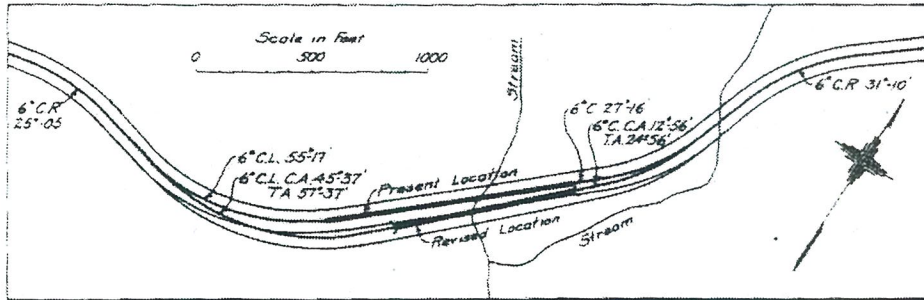 Scale in Feet
0 500 1000
Stream
6° C.R.
25°-05
6° C.L. 55°17'
6° C.L. C.A. 45°-37'
T.A. 57°-37'
Present Location
Revised Location
Stream
6° C. 27°-16'
6° C. C.A. 12°56'
T.A. 24°56'
6° C.R. 31°-10'